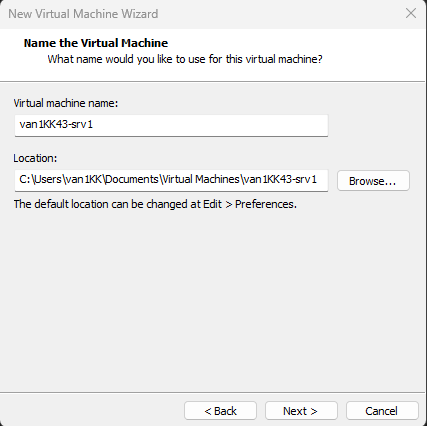 New Virtual Machine Wizard
Name the Virtual Machine
What name would you like to use for this virtual machine?
Virtual machine name:
van1KK43-srv1
Location:
C:\Users\van1KK\Documents\Virtual Machines\van1KK43-srv1
Browse...
The default location can be changed at Edit > Preferences.
< Back
Next >
Cancel